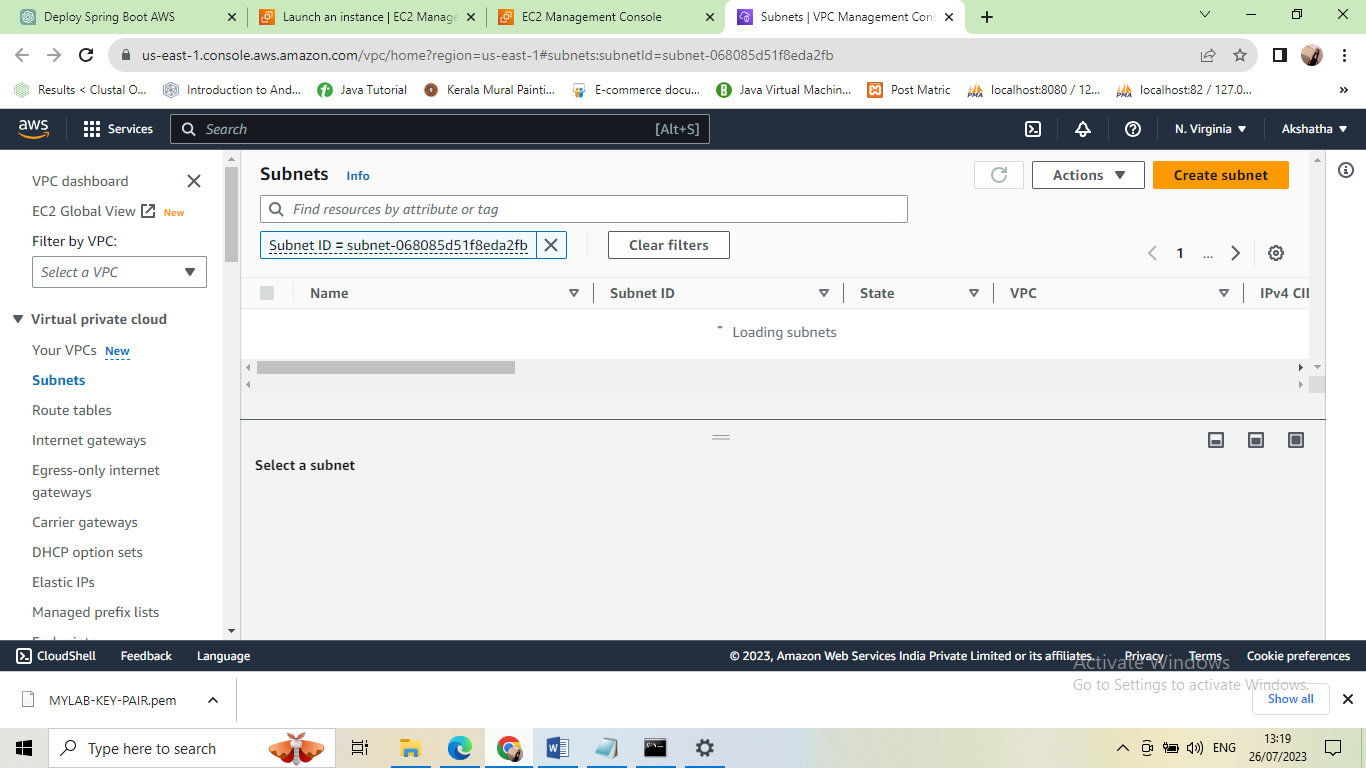 Deploy Spring Boot AWS
Launch an instance | EC2 Manage
EC2 Management Console
Subnets | VPC Management Con
us-east-1.console.aws.amazon.com/vpc/home?region=us-east-1#subnets:subnetId=subnet-068085d51f8eda2fb
Results < Clustal O...
Introduction to And...
Java Tutorial
Kerala Mural Painti...
E-commerce docu...
Java Virtual Machin...
Post Matric
localhost:8080 / 12...
localhost:82 / 127.0...
»
aws
Services
Search
[Alt+S]
N. Virginia
Akshatha
VPC dashboard
EC2 Global View New
Filter by VPC:
Select a VPC
Virtual private cloud
Your VPCs New
Subnets
Route tables
Internet gateways
Egress-only internet
gateways
Carrier gateways
DHCP option sets
Elastic IPs
Managed prefix lists
Endpoints
Subnets Info
Actions
Create subnet
Find resources by attribute or tag
Subnet ID = subnet-068085d51f8eda2fb
Clear filters
1 ...
Name
Subnet ID
State
VPC
IPv4 CID
Loading subnets
Select a subnet
CloudShell
Feedback
Language
© 2023, Amazon Web Services India Private Limited or its affiliates.
Privacy
Terms
Cookie preferences
Activate Windows
Go to Settings to activate Windows.
MYLAB-KEY-PAIR.pem
Show all
Type here to search
ENG
13:19
26/07/2023